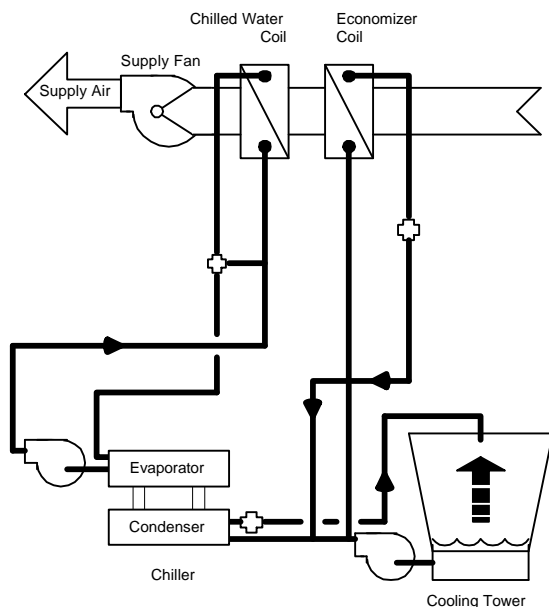 Chilled Water
Coil
Economizer
Coil
Supply Fan
Supply Air
Evaporator
Condenser
Chiller
Cooling Tower